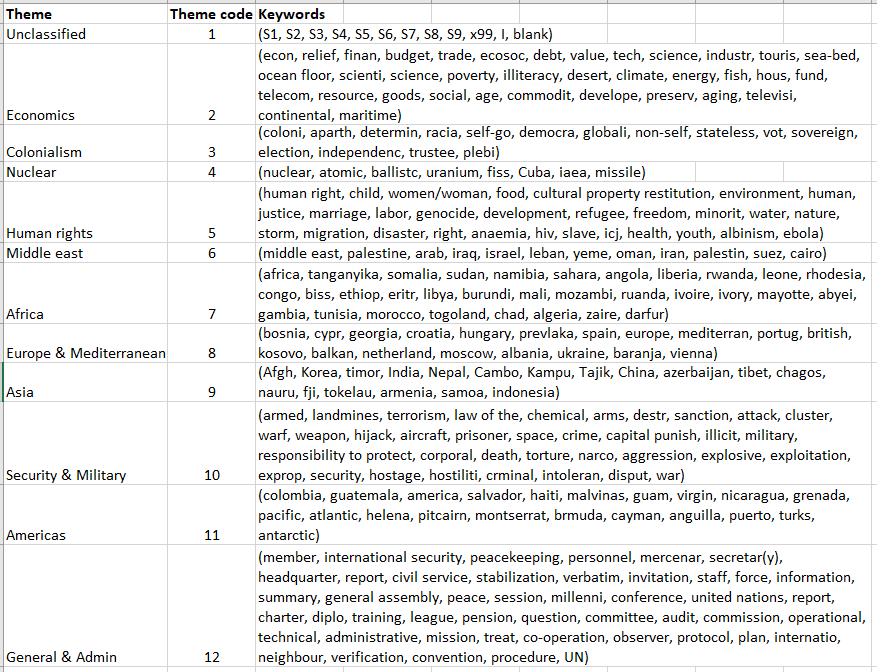 Theme Theme code Keywords
Unclassified 1 (S1, S2, S3, S4, S5, S6, S7, S8, S9, x99, I, blank)
(econ, relief, finan, budget, trade, ecosoc, debt, value, tech, science, industr, touris, sea-bed,
ocean floor, scienti, science, poverty, illiteracy, desert, climate, energy, fish, hous, fund,
telecom, resource, goods, social, age, commodit, develope, preserv, aging, televisi,
Economics 2 continental, maritime)
(coloni, aparth, determin, racia, self-go, democra, globali, non-self, stateless, vot, sovereign,
Colonialism 3 election, independenc, trustee, plebi)
Nuclear 4 (nuclear, atomic, ballistc, uranium, fiss, Cuba, iaea, missile)
(human right, child, women/woman, food, cultural property restitution, environment, human,
justice, marriage, labor, genocide, development, refugee, freedom, minorit, water, nature,
Human rights 5 storm, migration, disaster, right, anaemia, hiv, slave, icj, health, youth, albinism, ebola)
Middle east 6 (middle east, palestine, arab, iraq, israel, leban, yeme, oman, iran, palestin, suez, cairo)
(africa, tanganyika, somalia, sudan, namibia, sahara, angola, liberia, rwanda, leone, rhodesia,
congo, biss, ethiop, eritr, libya, burundi, mali, mozambi, ruanda, ivoire, ivory, mayotte, abyei,
Africa 7 gambia, tunisia, morocco, togoland, chad, algeria, zaire, darfur)
(bosnia, cypr, georgia, croatia, hungary, prevlaka, spain, europe, mediterran, portug, british,
Europe & Mediterranean 8 kosovo, balkan, netherland, moscow, albania, ukraine, baranja, vienna)
(Afgh, Korea, timor, India, Nepal, Cambo, Kampu, Tajik, China, azerbaijan, tibet, chagos,
Asia 9 nauru, fji, tokelau, armenia, samoa, indonesia)
(armed, landmines, terrorism, law of the, chemical, arms, destr, sanction, attack, cluster,
warf, weapon, hijack, aircraft, prisoner, space, crime, capital punish, illicit, military,
responsibility to protect, corporal, death, torture, narco, aggression, explosive, exploitation,
Security & Military 10 exprop, security, hostage, hostiliti, crminal, intoleran, disput, war)
(colombia, guatemala, america, salvador, haiti, malvinas, guam, virgin, nicaragua, grenada,
pacific, atlantic, helena, pitcairn, montserrat, brmuda, cayman, anguilla, puerto, turks,
Americas 11 antarctic)
(member, international security, peacekeeping, personnel, mercenar, secretar(y),
headquarter, report, civil service, stabilization, verbatim, invitation, staff, force, information,
summary, general assembly, peace, session, millenni, conference, united nations, report,
charter, diplo, training, league, pension, question, committee, audit, commission, operational,
technical, administrative, mission, treat, co-operation, observer, protocol, plan, internatio,
General & Admin 12 neighbour, verification, convention, procedure, UN)